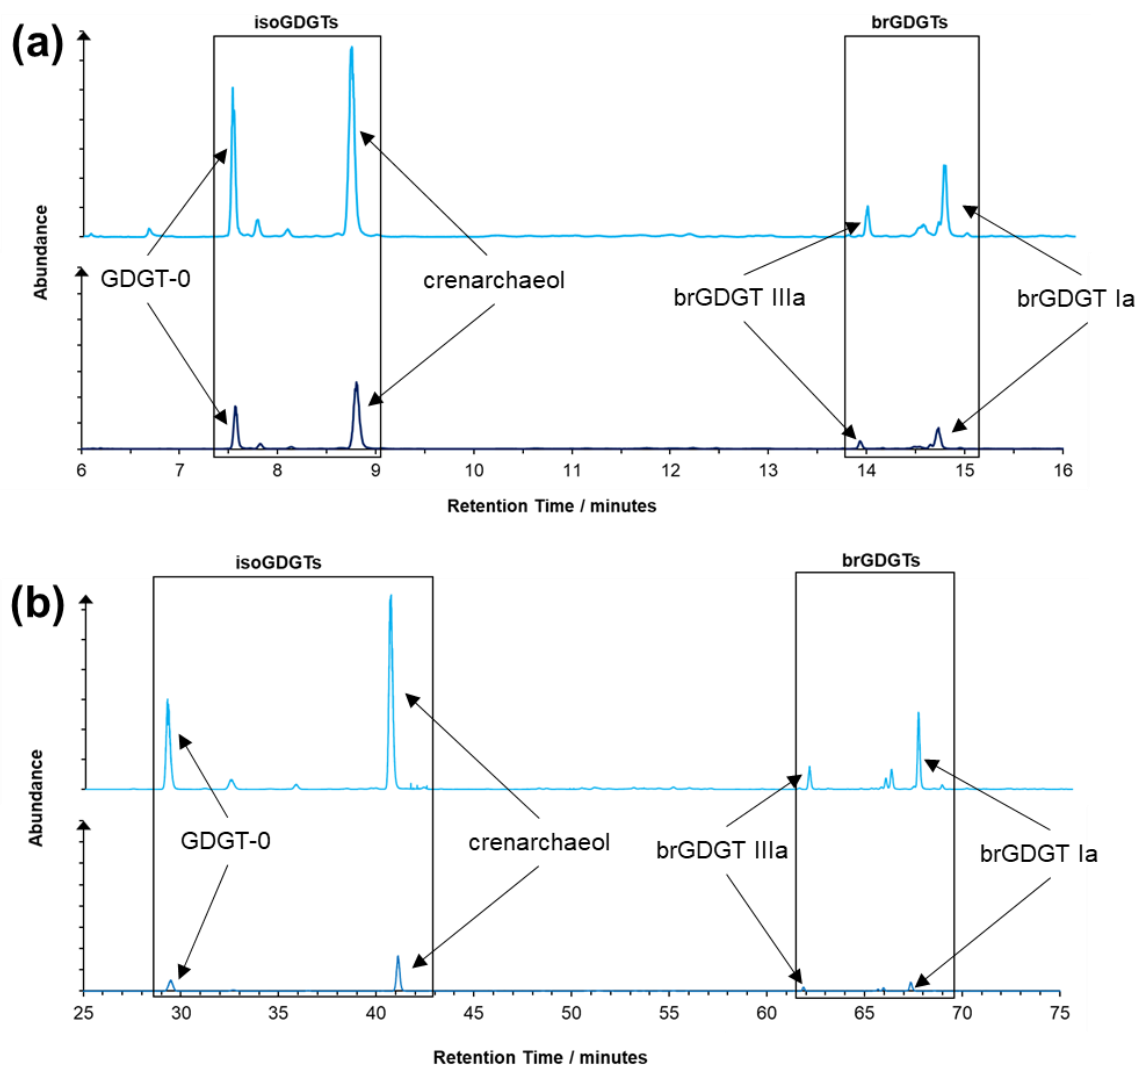 (a)
isoGDGTs
brGDGTs
Abundance
GDGT-0
crenarchaeol
brGDGT IIIa
brGDGT Ia
6 7 8 9 10 11 12 13 14 15 16
Retention Time / minutes
(b)
isoGDGTs
brGDGTs
Abundance
GDGT-0
crenarchaeol
brGDGT IIIa
brGDGT Ia
25 30 35 40 45 50 55 60 65 70 75
Retention Time / minutes